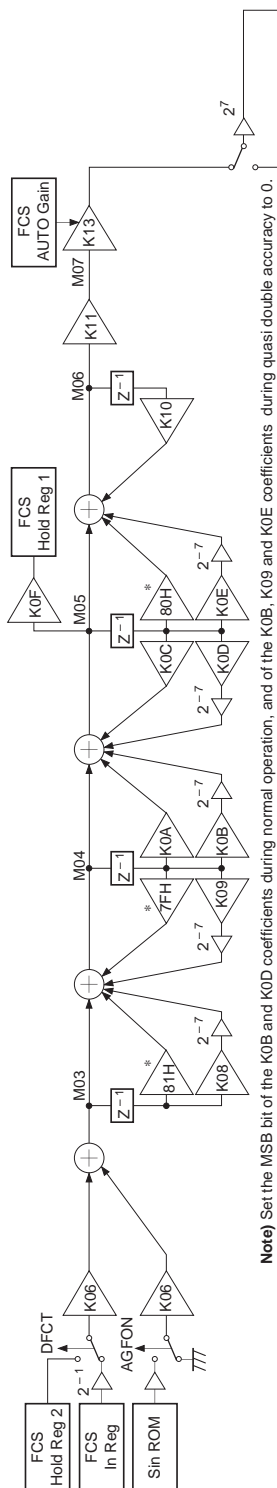 FCS
Hold Reg 2
DFCT
FCS
In Reg
2⁻¹
K06
Sin ROM
AGFON
K06
M03
Z⁻¹
81H
*
K08
2⁻⁷
7FH
*
K09
2⁻⁷
M04
Z⁻¹
K0A
K0B
2⁻⁷
K0C
K0D
2⁻⁷
M05
Z⁻¹
K0F
FCS
Hold Reg 1
80H
*
K0E
2⁻⁷
M06
Z⁻¹
K10
K11
M07
K13
FCS
AUTO Gain
2⁷
Note) Set the MSB bit of the K0B and K0D coefficients during normal operation, and of the K0B, K09 and K0E coefficients during quasi double accuracy to 0.